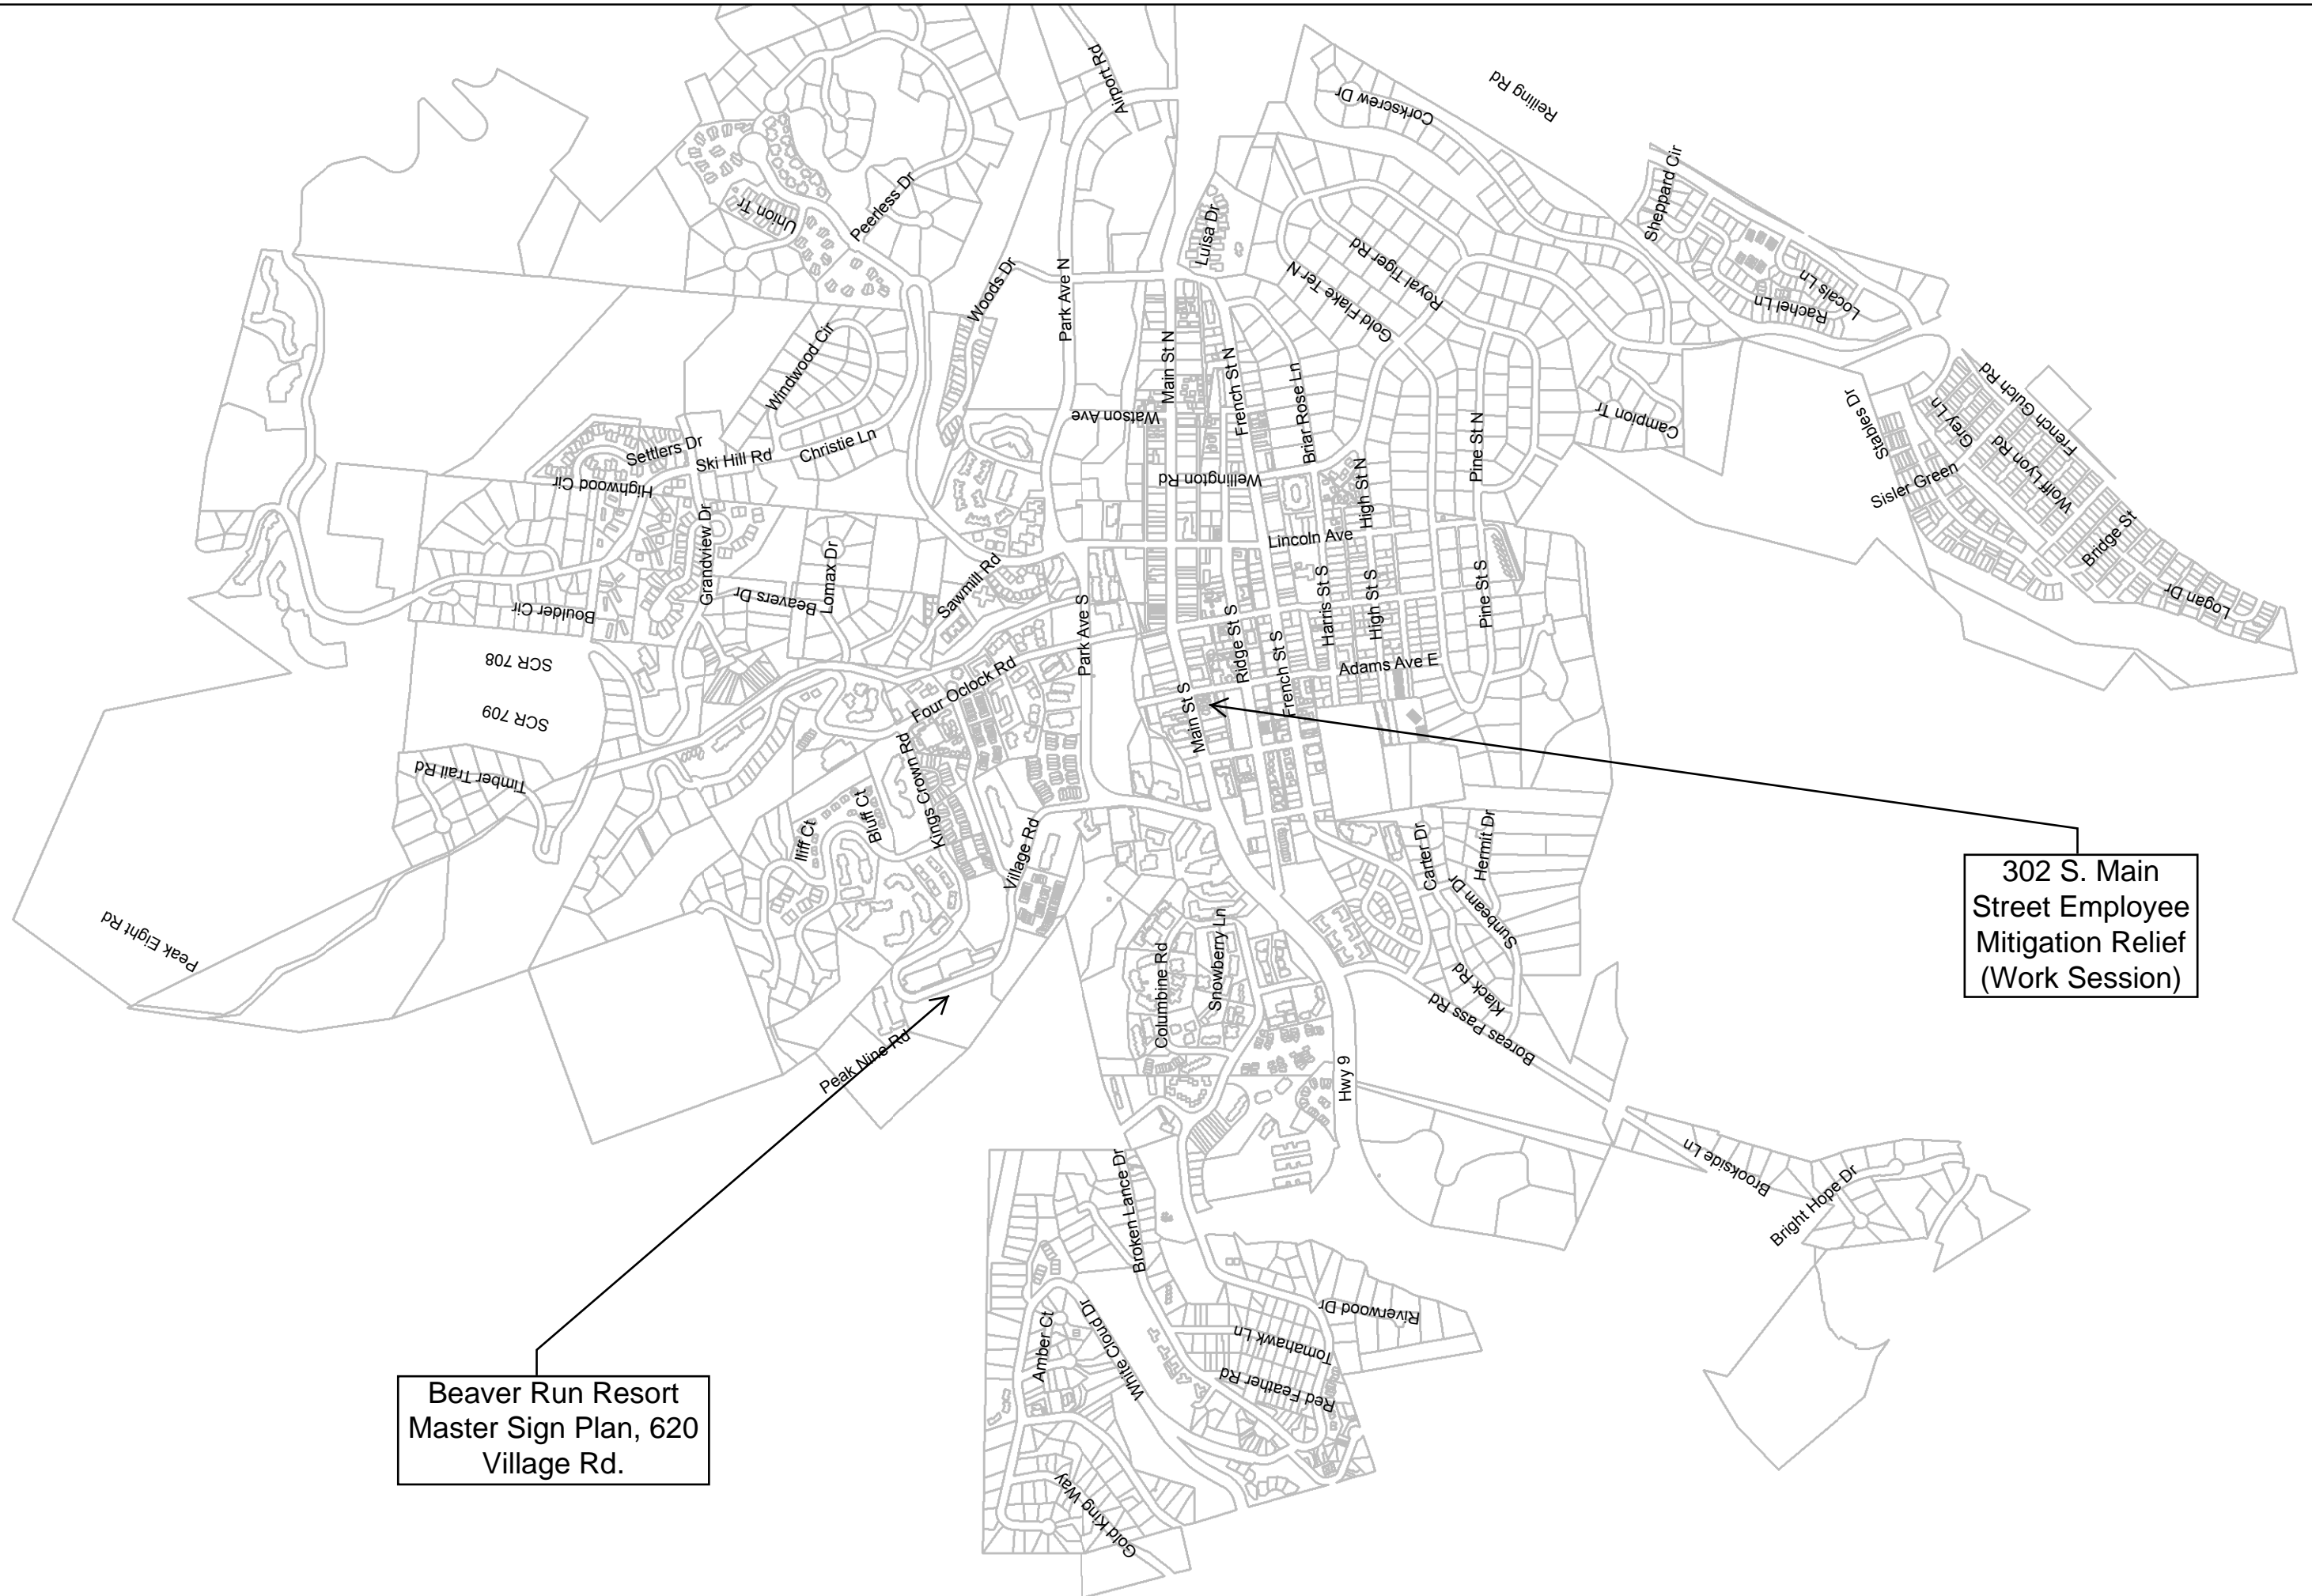 Airport Rd
Reiling Rd
Corkscrew Dr
Sheppard Cir
Union Tr
Peerless Dr
Luisa Dr
Royal Tiger Rd
Gold Flake Ter N
Locals Ln
Rachel Ln
Woods Dr
Park Ave N
Main St N
French St N
Windwood Cir
Briar Rose Ln
Watson Ave
Campion Tr
Pine St N
Stables Dr
Grey Ln
French Gulch Rd
Wolff Lyon Rd
Sisler Green
Bridge St
Logan Dr
Settlers Dr
Ski Hill Rd
Christie Ln
Highwood Cir
Wellington Rd
High St N
Lincoln Ave
Grandview Dr
Lomax Dr
Beavers Dr
Boulder Cir
Sawmill Rd
Park Ave S
Ridge St S
French St S
Harris St S
High St S
Pine St S
Adams Ave E
SCR 708
SCR 709
Four Oclock Rd
Main St S
Timber Trail Rd
Kings Crown Rd
Bluff Ct
Iliff Ct
Village Rd
Carter Dr
Hermit Dr
Sunbeam Dr
Klack Rd
Boreas Pass Rd
Peak Eight Rd
Columbine Rd
Snowberry Ln
302 S. Main
Street Employee
Mitigation Relief
(Work Session)
Peak Nine Rd
Hwy 9
Brookside Ln
Bright Hope Dr
Broken Lance Dr
Riverwood Dr
Tomahawk Ln
Red Feather Rd
White Cloud Dr
Amber Ct
Gold King Way
Beaver Run Resort
Master Sign Plan, 620
Village Rd.